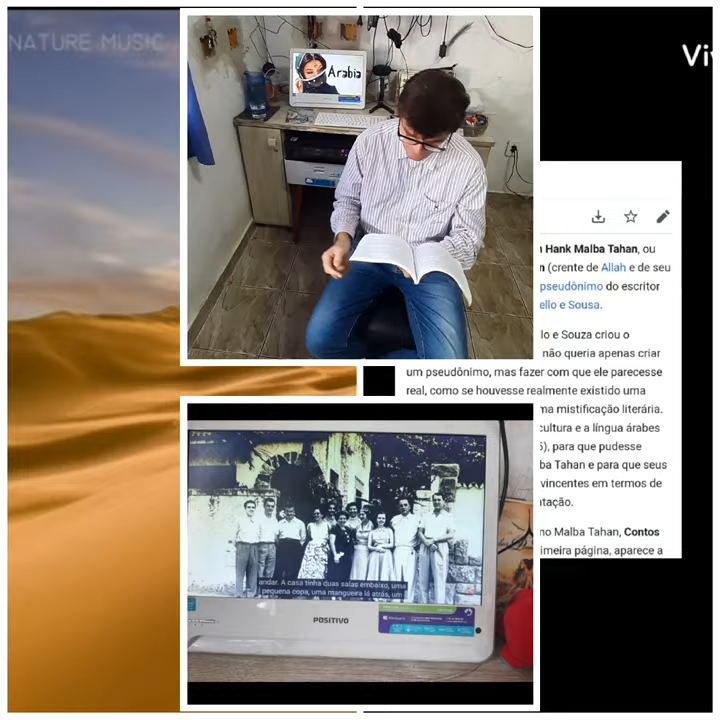 NATURE MUSIC
Arabia
Vi
n Hank Malba Tahan, ou
n (crente de Allah e de seu
pseudônimo do escritor
ello e Sousa.
lo e Souza criou o
não queria apenas criar
um pseudônimo, mas fazer com que ele parecesse
real, como se houvesse realmente existido uma
ma mistificação literária.
cultura e a língua árabes
5), para que pudesse
ba Tahan e para que seus
vincentes em termos de
ntação.
no Malba Tahan, Contos
imeira página, aparece a
andar. A casa tinha duas salas embaixo, uma
pequena copa, uma mangueira lá atrás, um
POSITIVO